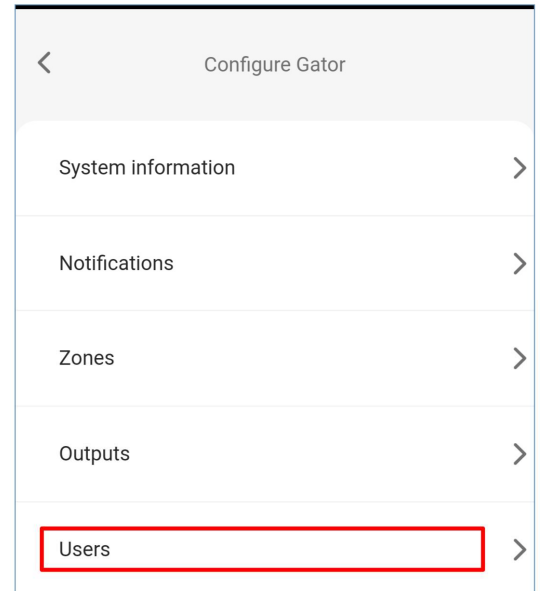 Configure Gator
System information
Notifications
Zones
Outputs
Users